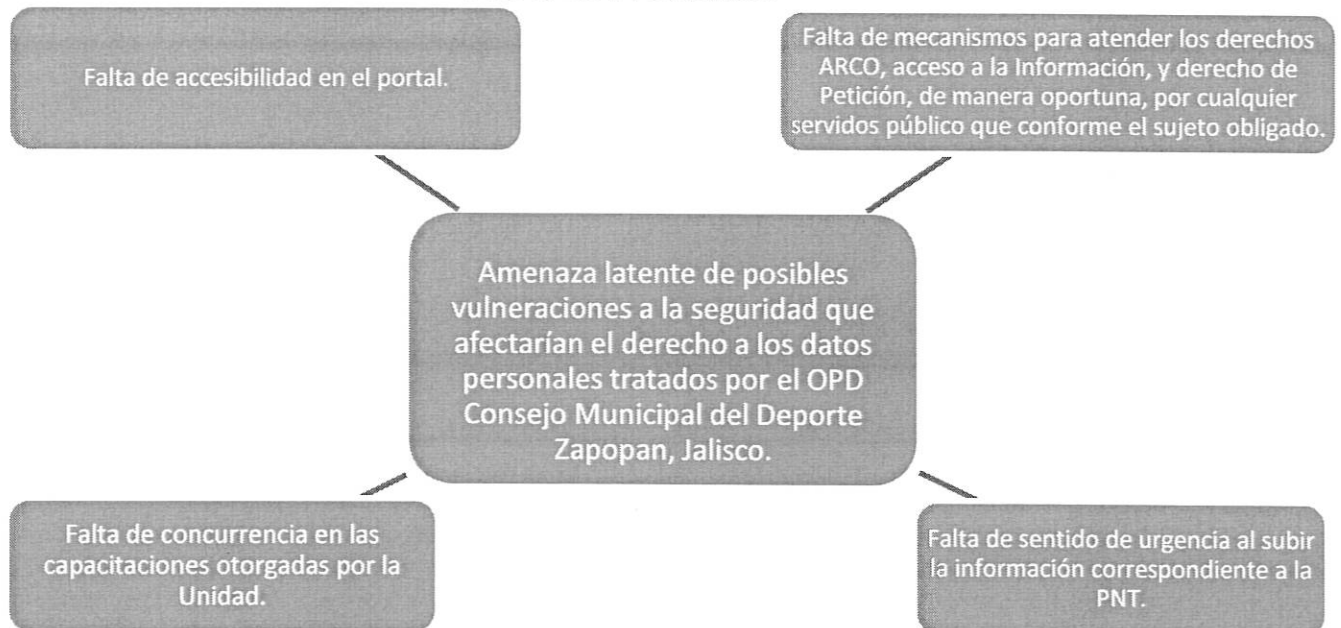 Falta de accesibilidad en el portal.
Falta de mecanismos para atender los derechos
ARCO, acceso a la Información, y derecho de
Petición, de manera oportuna, por cualquier
servidos público que conforme el sujeto obligado.
Amenaza latente de posibles
vulneraciones a la seguridad que
afectarían el derecho a los datos
personales tratados por el OPD
Consejo Municipal del Deporte
Zapopan, Jalisco.
Falta de concurrencia en las
capacitaciones otorgadas por la
Unidad.
Falta de sentido de urgencia al subir
la información correspondiente a la
PNT.